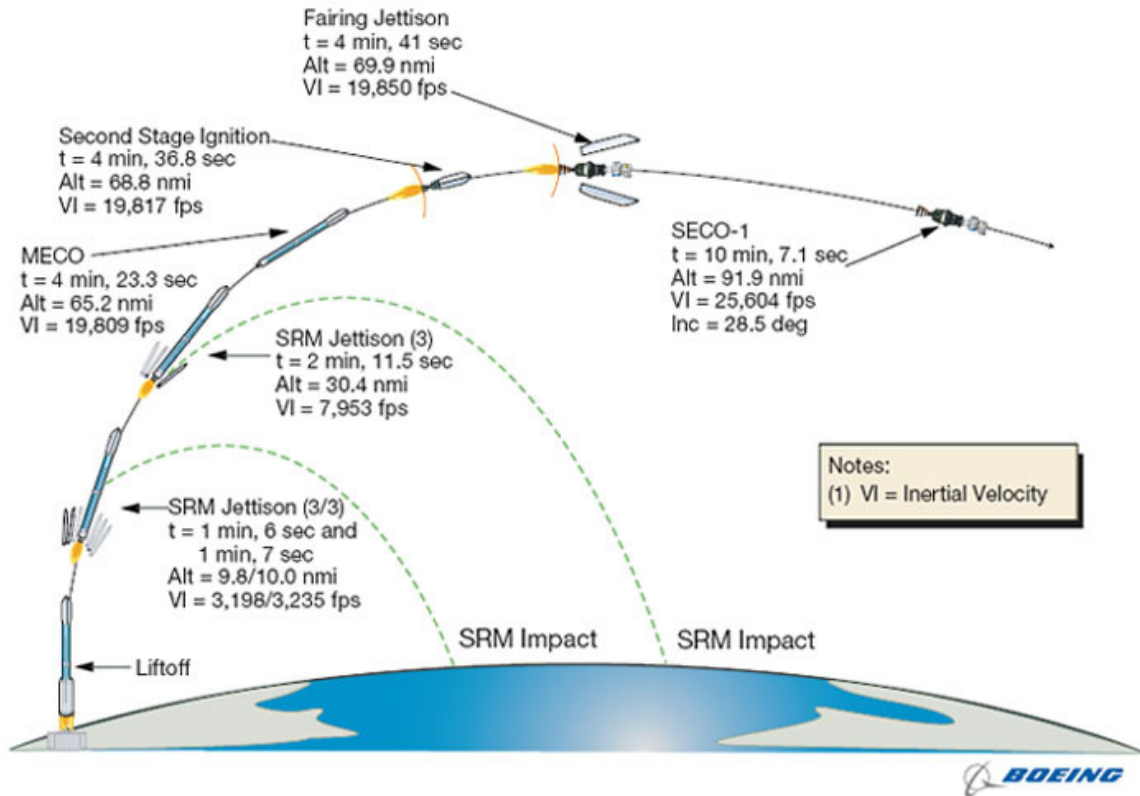 Fairing Jettison
t = 4 min, 41 sec
Alt = 69.9 nmi
VI = 19,850 fps
Second Stage Ignition
t = 4 min, 36.8 sec
Alt = 68.8 nmi
VI = 19,817 fps
MECO
t = 4 min, 23.3 sec
Alt = 65.2 nmi
VI = 19,809 fps
SECO-1
t = 10 min, 7.1 sec
Alt = 91.9 nmi
VI = 25,604 fps
Inc = 28.5 deg
SRM Jettison (3)
t = 2 min, 11.5 sec
Alt = 30.4 nmi
VI = 7,953 fps
Notes:
(1) VI = Inertial Velocity
SRM Jettison (3/3)
t = 1 min, 6 sec and
1 min, 7 sec
Alt = 9.8/10.0 nmi
VI = 3,198/3,235 fps
SRM Impact
SRM Impact
Liftoff
BOEING